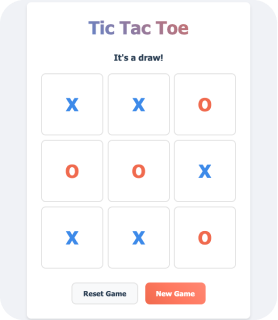 Tic Tac Toe
It's a draw!
X X O
O O X
X X O
Reset Game New Game